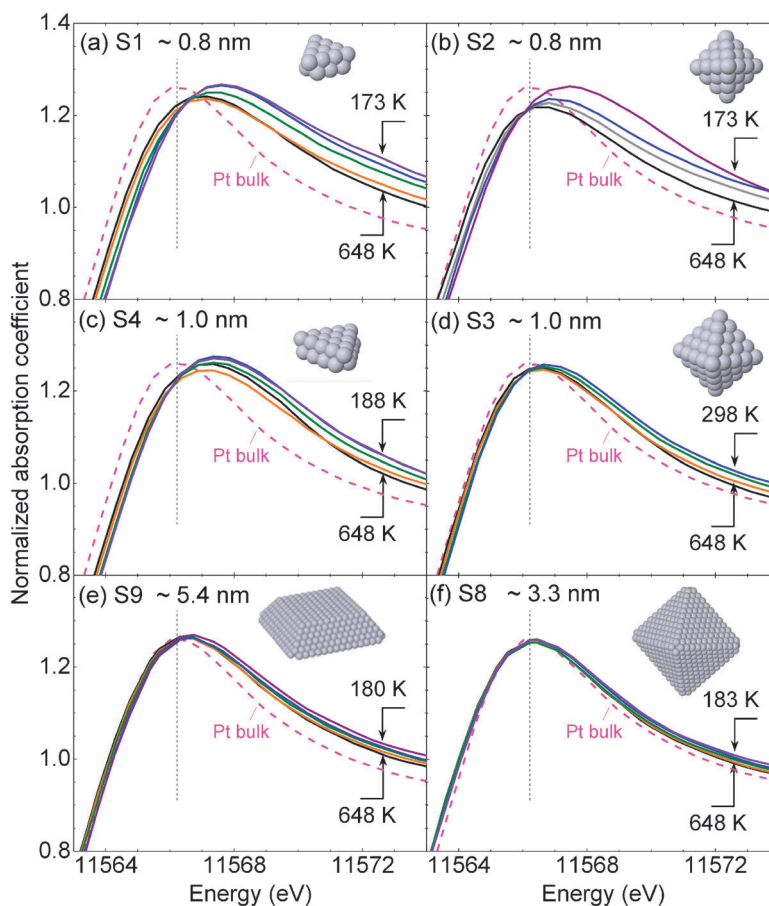 (a) S1 ~ 0.8 nm
(b) S2 ~ 0.8 nm
1.2
173 K
173 K
Pt bulk
Pt bulk
1.0
648 K
648 K
0.8
(c) S4 ~ 1.0 nm
(d) S3 ~ 1.0 nm
Normalized absorption coefficient
1.2
188 K
298 K
Pt bulk
Pt bulk
1.0
648 K
648 K
0.8
(e) S9 ~ 5.4 nm
(f) S8 ~ 3.3 nm
1.2
180 K
183 K
Pt bulk
Pt bulk
1.0
648 K
648 K
0.8
11564 11568 11572 11564 11568 11572
Energy (eV) Energy (eV)